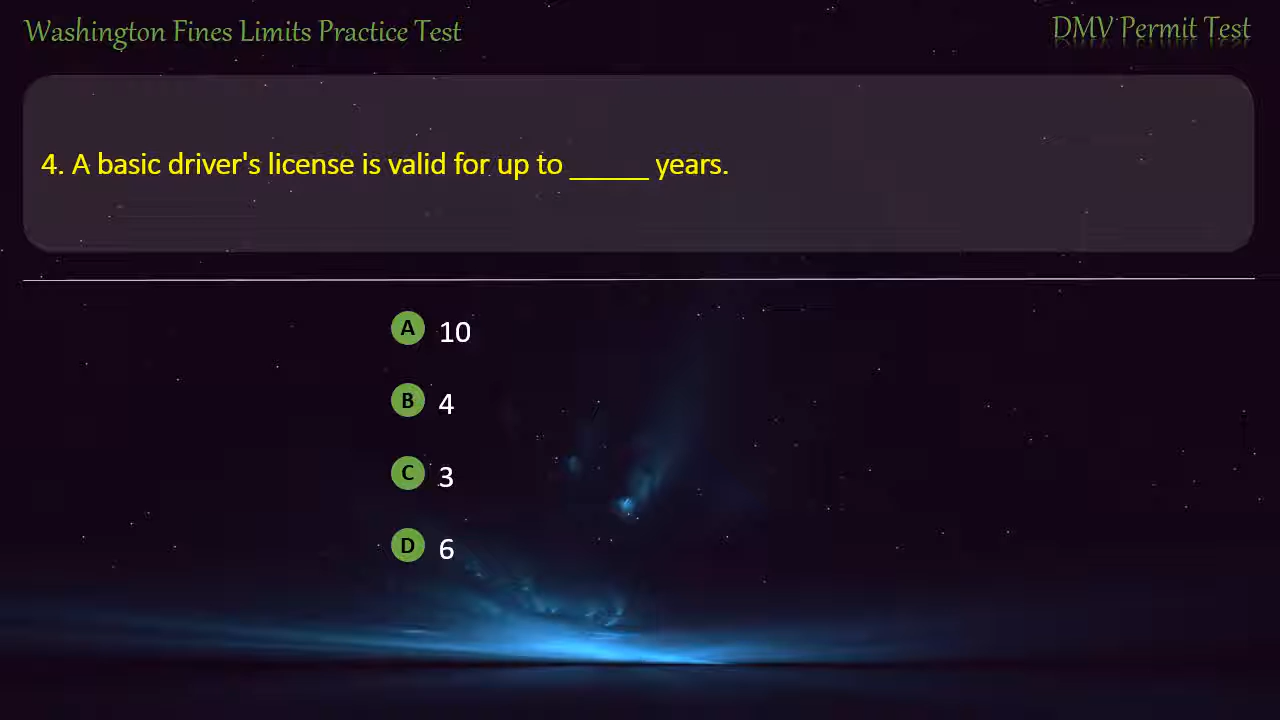 Washington Fines Limits Practice Test
DMV Permit Test
4. A basic driver's license is valid for up to _____ years.
A 10
B 4
C 3
D 6